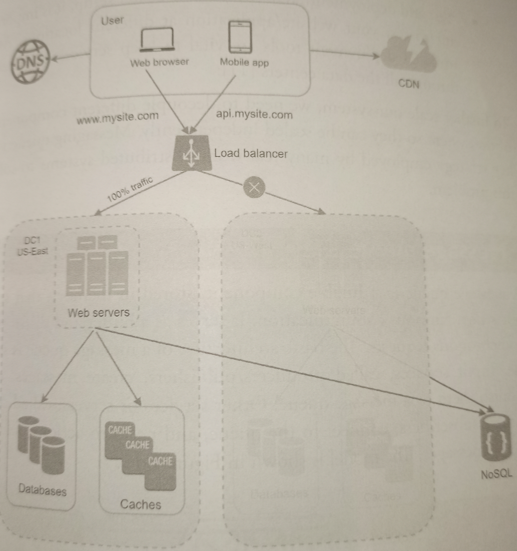 User
DNS
Web browser
Mobile app
CDN
www.mysite.com
api.mysite.com
Load balancer
100% traffic
DC1
US-East
Web servers
CACHE
CACHE
CACHE
Databases
Caches
Databases
NoSQL